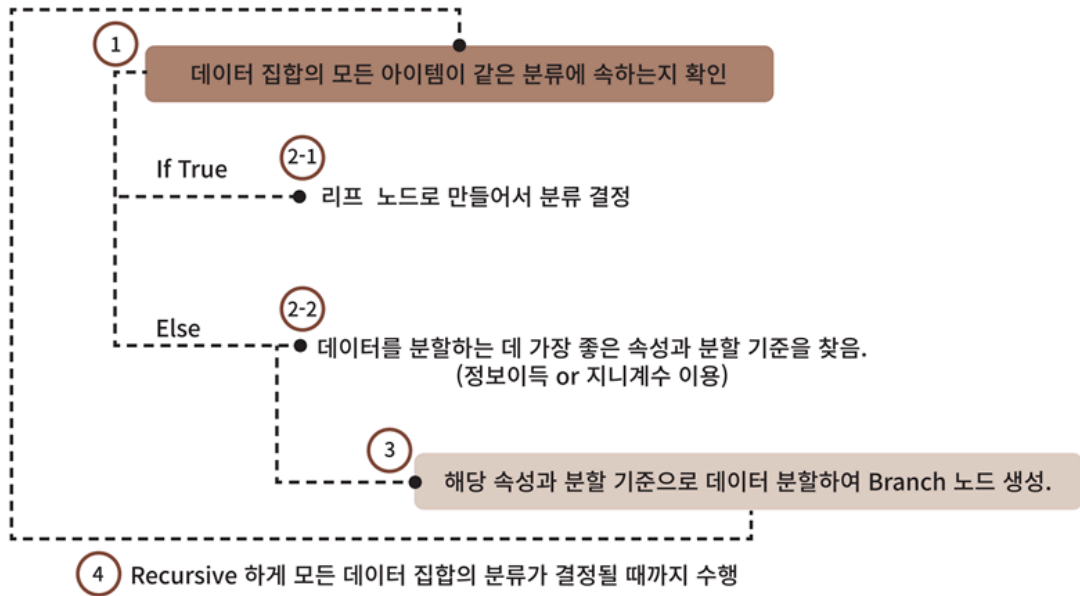 1
데이터 집합의 모든 아이템이 같은 분류에 속하는지 확인
If True
2-1
리프 노드로 만들어서 분류 결정
Else
2-2
데이터를 분할하는 데 가장 좋은 속성과 분할 기준을 찾음.
(정보이득 or 지니계수 이용)
3
해당 속성과 분할 기준으로 데이터 분할하여 Branch 노드 생성.
4 Recursive 하게 모든 데이터 집합의 분류가 결정될 때까지 수행